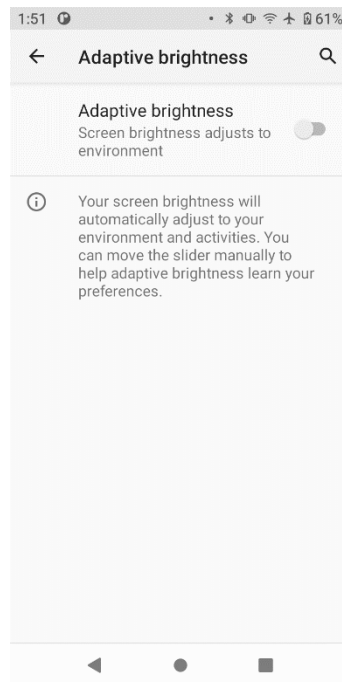 1:51 61%
Adaptive brightness
Adaptive brightness
Screen brightness adjusts to
environment
Your screen brightness will
automatically adjust to your
environment and activities. You
can move the slider manually to
help adaptive brightness learn your
preferences.